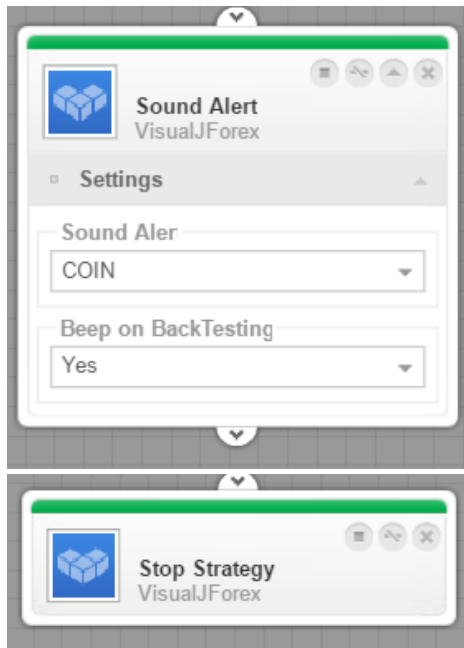 Sound Alert
VisualJForex
Settings
Sound Aler
COIN
Beep on BackTesting
Yes
Stop Strategy
VisualJForex